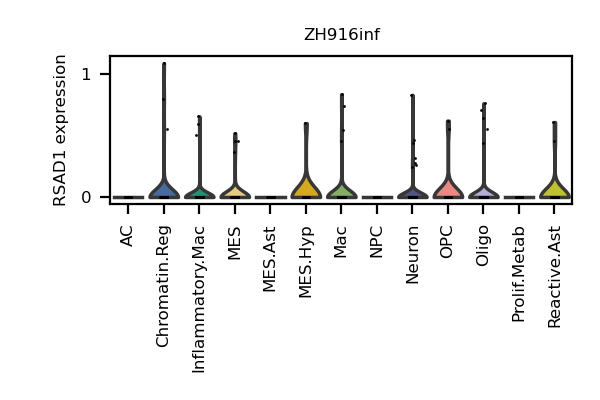 ZH916inf
RSAD1 expression
1
0
AC
Chromatin.Reg
Inflammatory.Mac
MES
MES.Ast
MES.Hyp
Mac
NPC
Neuron
OPC
Oligo
Prolif.Metab
Reactive.Ast